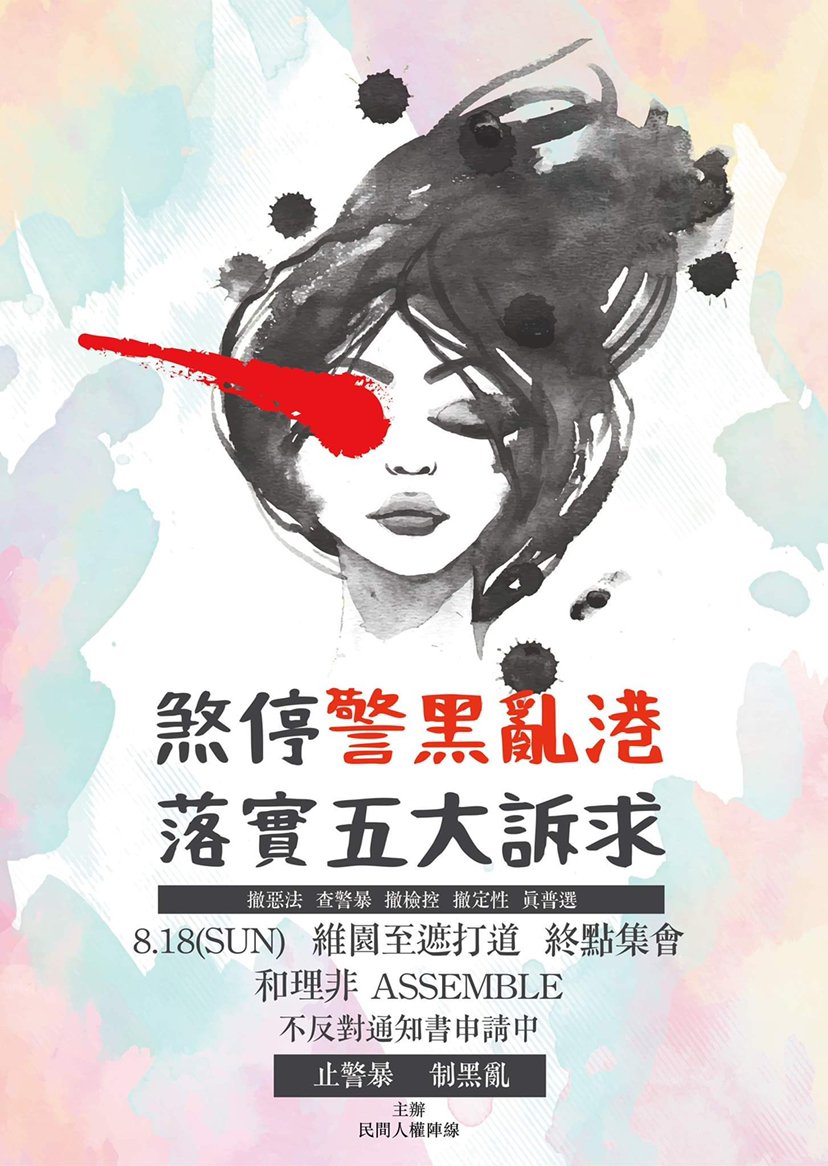 煞停警黑亂港
落實五大訴求
撤惡法 查警暴 撤檢控 撤定性 眞普選
8.18(SUN) 維園至遮打道 終點集會
和理非 ASSEMBLE
不反對通知書申請中
止警暴 制黑亂
主辦
民間人權陣線